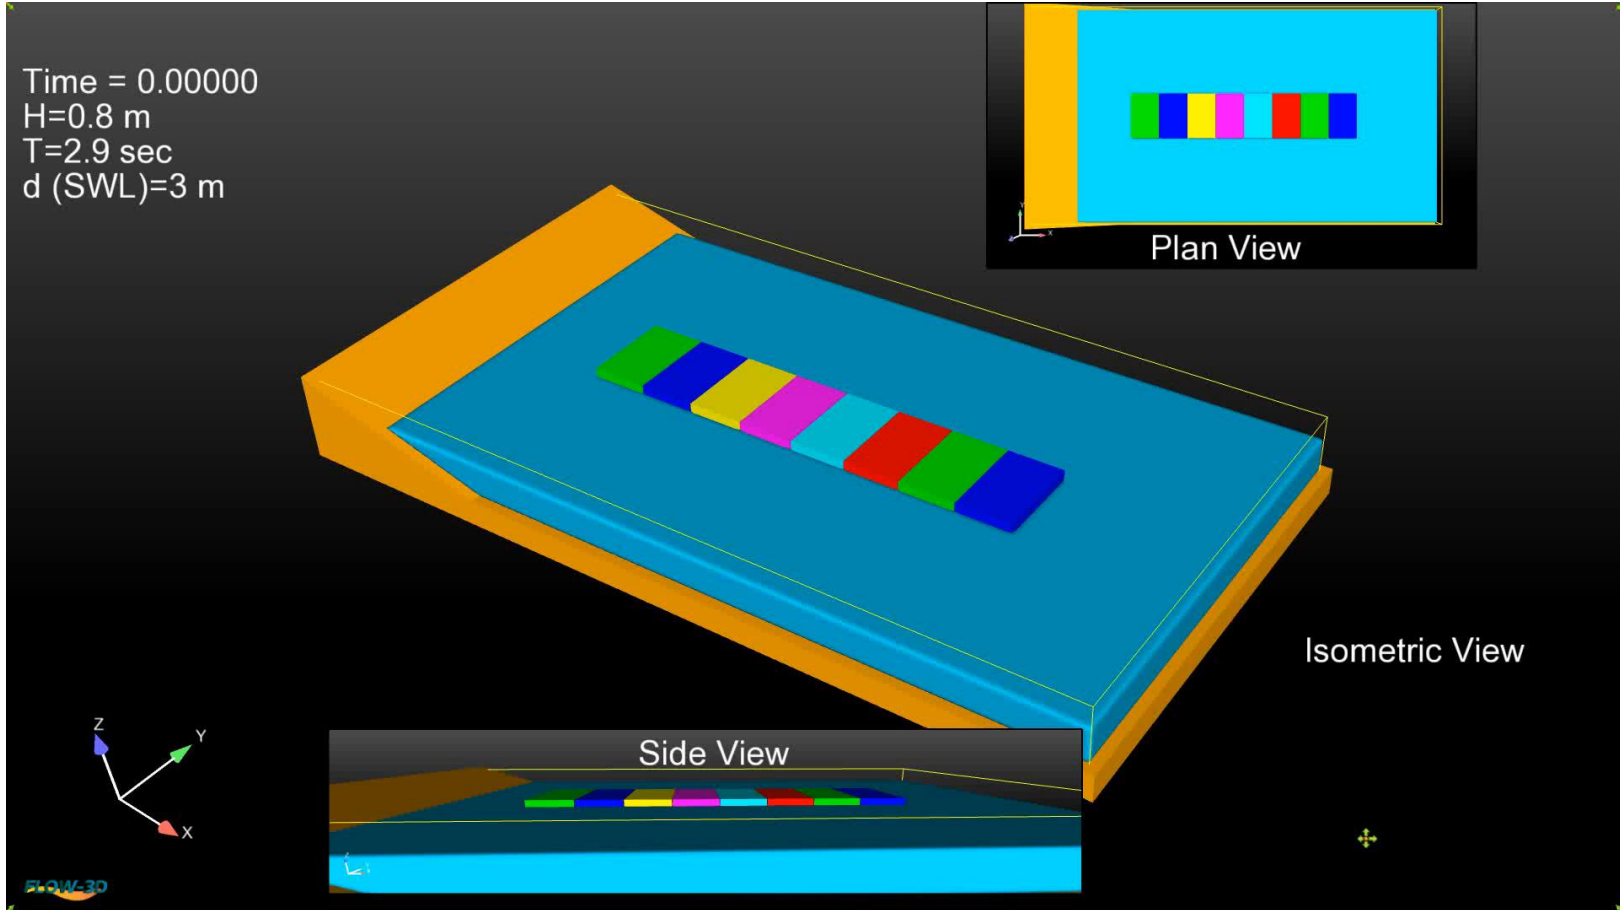 Time = 0.00000
H=0.8 m
T=2.9 sec
d (SWL)=3 m
Plan View
Y
X
Isometric View
Z
Y
X
Side View
FLOW-3D